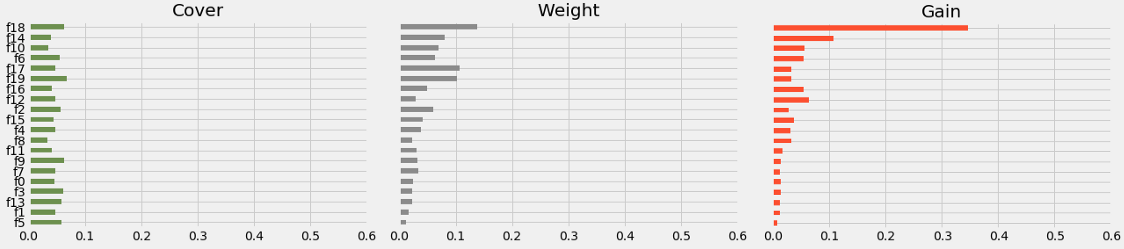 Cover
Weight
Gain
f18
f14
f10
f6
f17
f19
f16
f12
f2
f15
f4
f8
f11
f9
f7
f0
f3
f13
f1
f5
0.0 0.1 0.2 0.3 0.4 0.5 0.6
0.0 0.1 0.2 0.3 0.4 0.5 0.6
0.0 0.1 0.2 0.3 0.4 0.5 0.6